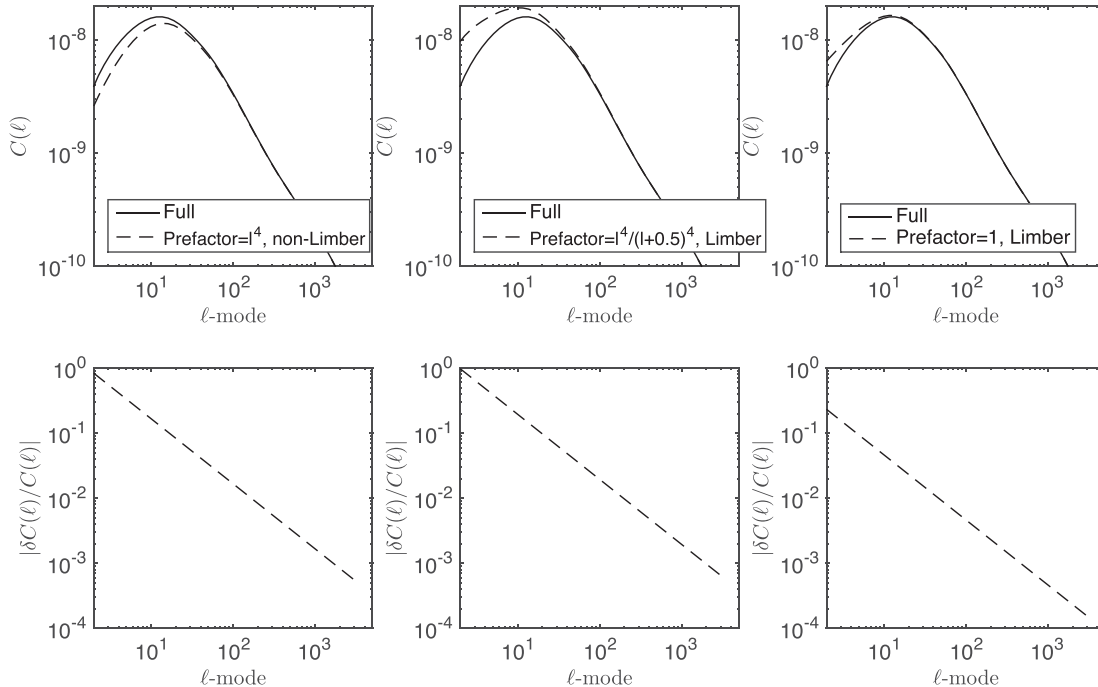 10^-8
10^-9
10^-10
C(ℓ)
Full
Prefactor=l^4, non-Limber
10^1
10^2
10^3
ℓ-mode
10^-8
10^-9
10^-10
C(ℓ)
Full
Prefactor=l^4/(l+0.5)^4, Limber
10^1
10^2
10^3
ℓ-mode
10^-8
10^-9
10^-10
C(ℓ)
Full
Prefactor=1, Limber
10^1
10^2
10^3
ℓ-mode
10^0
10^-1
10^-2
10^-3
10^-4
|δC(ℓ)/C(ℓ)|
10^1
10^2
10^3
ℓ-mode
10^0
10^-1
10^-2
10^-3
10^-4
|δC(ℓ)/C(ℓ)|
10^1
10^2
10^3
ℓ-mode
10^0
10^-1
10^-2
10^-3
10^-4
|δC(ℓ)/C(ℓ)|
10^1
10^2
10^3
ℓ-mode